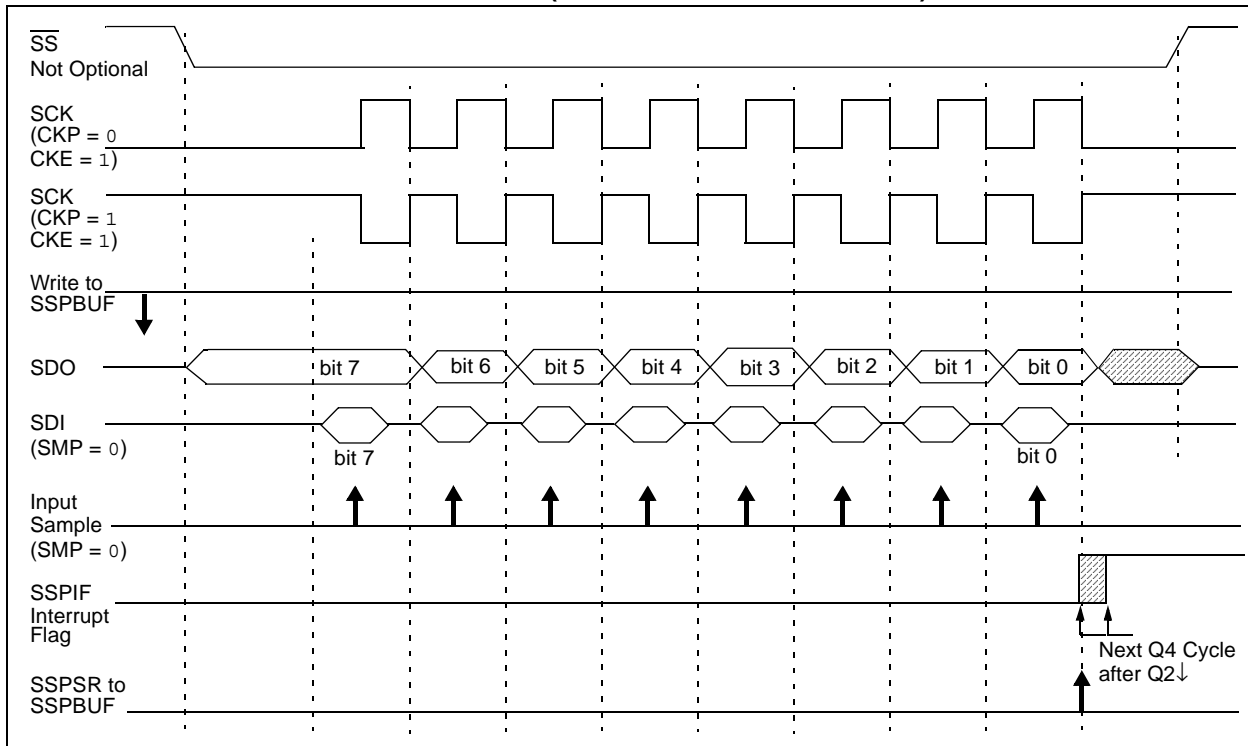 SS
Not Optional
SCK
(CKP = 0
CKE = 1)
SCK
(CKP = 1
CKE = 1)
Write to
SSPBUF
SDO
bit 7 bit 6 bit 5 bit 4 bit 3 bit 2 bit 1 bit 0
SDI
(SMP = 0)
bit 7 bit 0
Input
Sample
(SMP = 0)
SSPIF
Interrupt
Flag
Next Q4 Cycle
after Q2↓
SSPSR to
SSPBUF